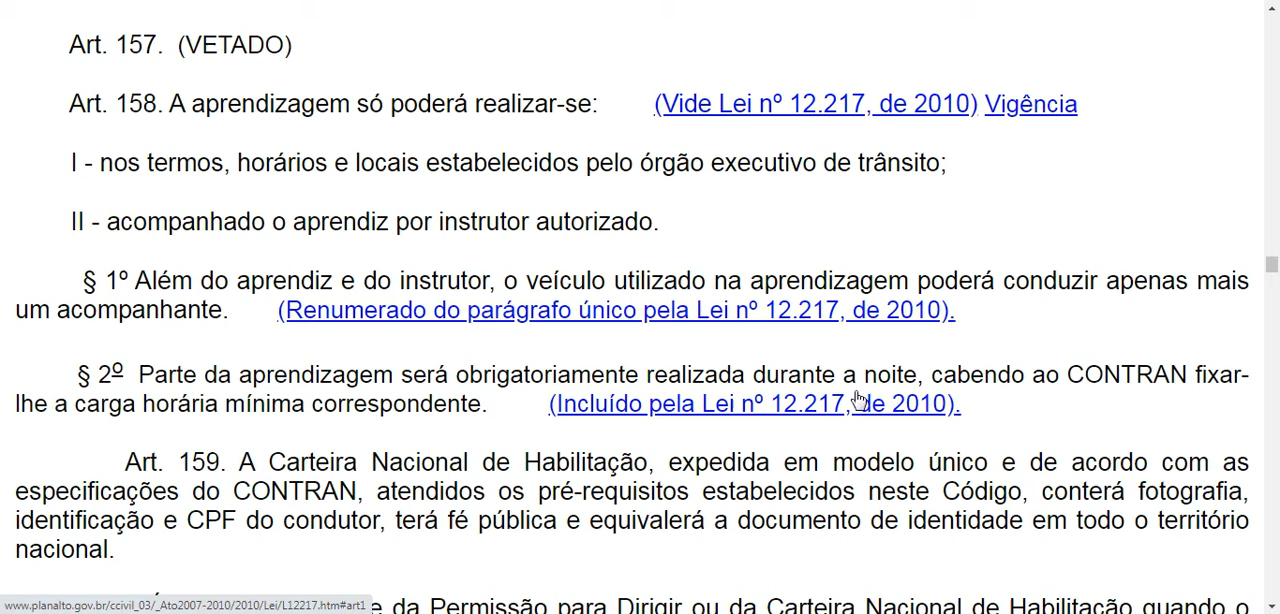 Art. 157.  (VETADO)
Art. 158. A aprendizagem só poderá realizar-se: (Vide Lei nº 12.217, de 2010) Vigência
I - nos termos, horários e locais estabelecidos pelo órgão executivo de trânsito;
II - acompanhado o aprendiz por instrutor autorizado.
§ 1º Além do aprendiz e do instrutor, o veículo utilizado na aprendizagem poderá conduzir apenas mais
um acompanhante. (Renumerado do parágrafo único pela Lei nº 12.217, de 2010).
§ 2º Parte da aprendizagem será obrigatoriamente realizada durante a noite, cabendo ao CONTRAN fixar-
lhe a carga horária mínima correspondente. (Incluído pela Lei nº 12.217, de 2010).
Art. 159. A Carteira Nacional de Habilitação, expedida em modelo único e de acordo com as
especificações do CONTRAN, atendidos os pré-requisitos estabelecidos neste Código, conterá fotografia,
identificação e CPF do condutor, terá fé pública e equivalerá a documento de identidade em todo o território
nacional.
e da Permissão para Dirigir ou da Carteira Nacional de Habilitação quando o
www.planalto.gov.br/ccivil_03/_Ato2007-2010/2010/Lei/L12217.htm#art1